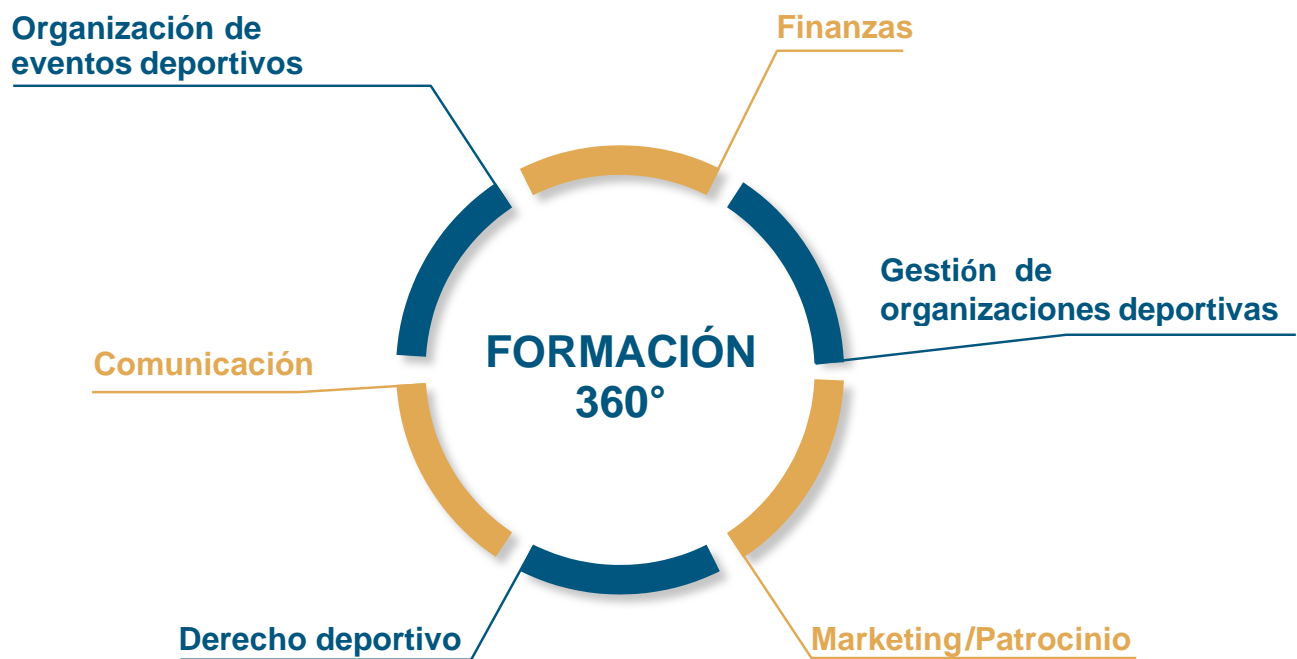 Organización de
eventos deportivos
Finanzas
Gestión de
organizaciones deportivas
FORMACIÓN
360°
Comunicación
Derecho deportivo
Marketing/Patrocinio